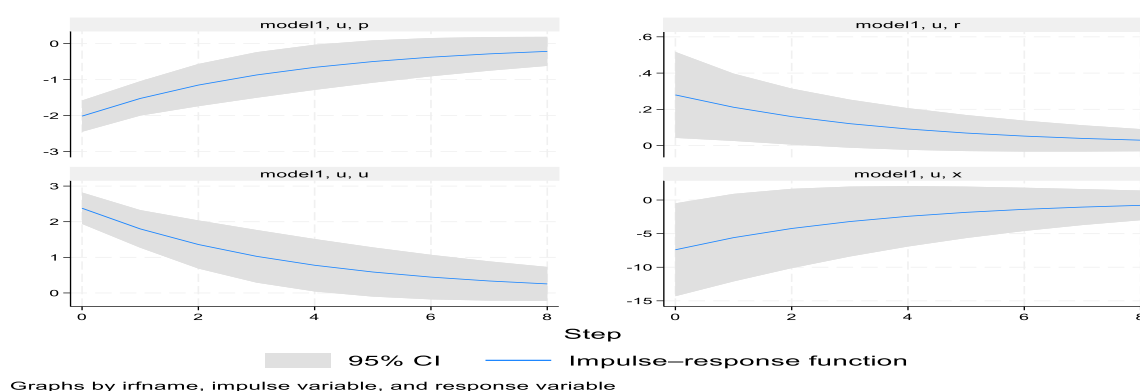 model1, u, p
model1, u, r
0
-1
-2
-3
.6
.4
.2
0
model1, u, u
model1, u, x
3
2
1
0
0
-5
-10
-15
0 2 4 6 8
0 2 4 6 8
Step
95% CI Impulse–response function
Graphs by irfname, impulse variable, and response variable